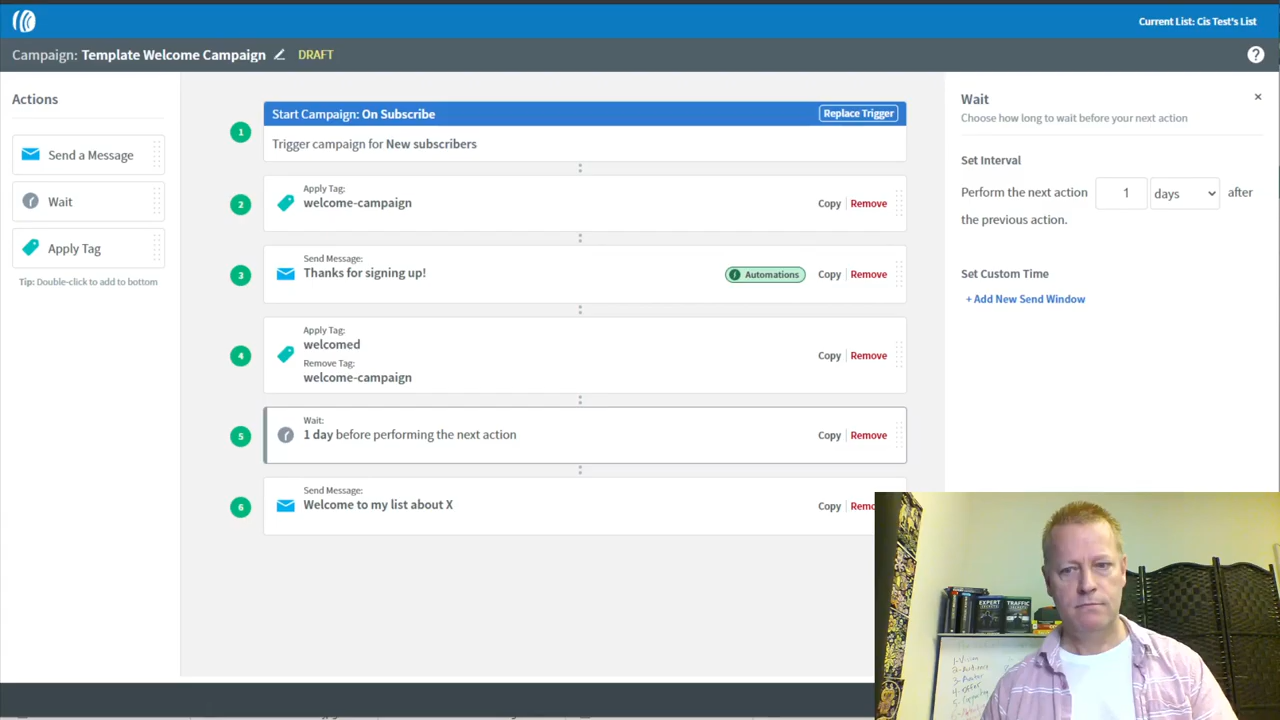 Current List: Cis Test's List
Campaign: Template Welcome Campaign DRAFT
?
Actions
Send a Message
Wait
Apply Tag
Tip: Double-click to add to bottom
1
Start Campaign: On Subscribe
Replace Trigger
Trigger campaign for New subscribers
2
Apply Tag:
welcome-campaign
Copy Remove
3
Send Message:
Thanks for signing up!
Automations
Copy Remove
4
Apply Tag:
welcomed
Remove Tag:
welcome-campaign
Copy Remove
5
Wait:
1 day before performing the next action
Copy Remove
6
Send Message:
Welcome to my list about X
Copy
Wait
×
Choose how long to wait before your next action
Set Interval
Perform the next action 1 days after
the previous action.
Set Custom Time
+ Add New Send Window
EXPERT
SECRETS
TRAFFIC
SECRETS
1-Vision